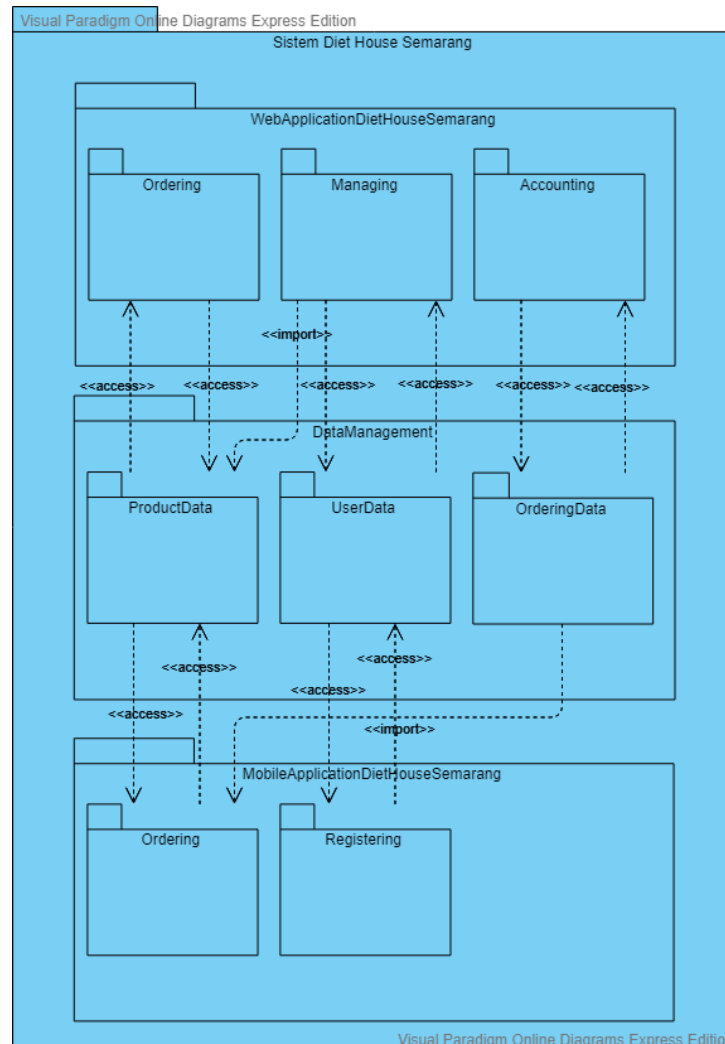 Visual Paradigm Online Diagrams Express Edition
Sistem Diet House Semarang
WebApplicationDietHouseSemarang
Ordering
Managing
Accounting
<<import>>
<<access>>
<<access>>
<<access>>
<<access>>
<<access>>
<<access>>
DataManagement
ProductData
UserData
OrderingData
<<access>>
<<access>>
<<access>>
<<access>>
<<import>>
MobileApplicationDietHouseSemarang
Ordering
Registering
Visual Paradigm Online Diagrams Express Editio